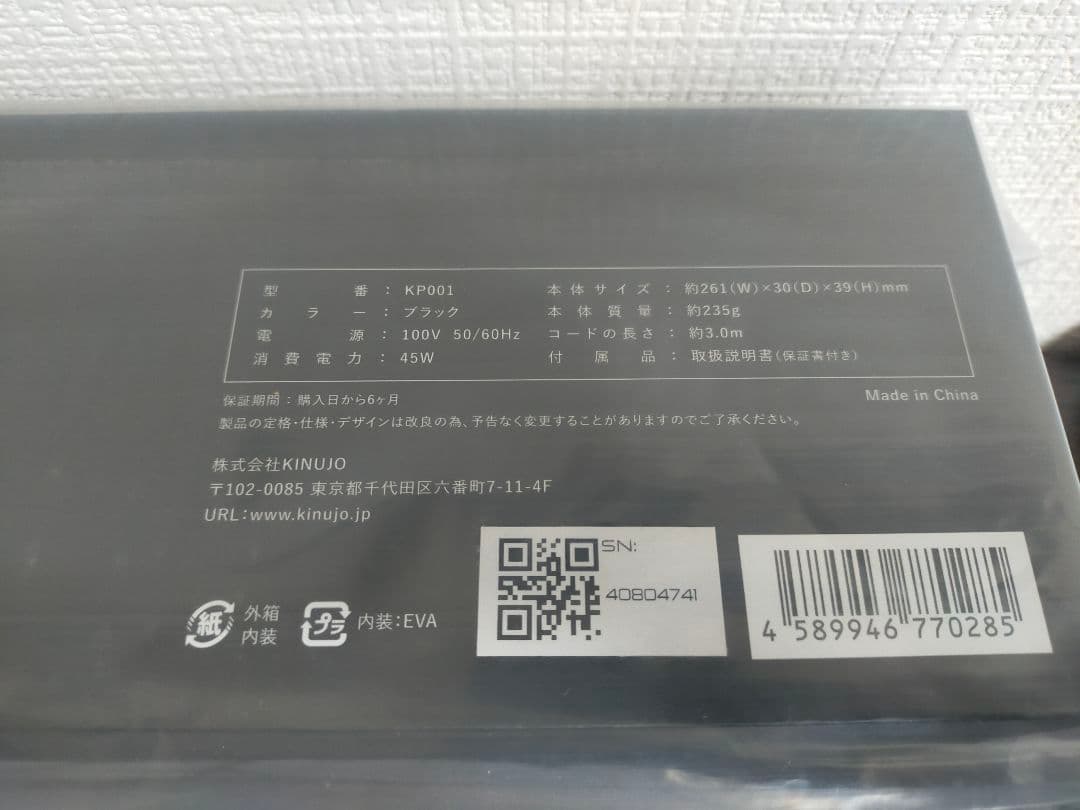 型番：KP001 本体サイズ：約261(W)×30(D)×39(H)mm
カラー：ブラック 本体質量：約235g
電源：100V 50/60Hz コードの長さ：約3.0m
消費電力：45W 付属品：取扱説明書(保証書付き)
保証期間：購入日から6ヶ月
Made in China
製品の定格・仕様・デザインは改良の為、予告なく変更することがありますのでご了承ください。
株式会社KINUJO
〒102-0085 東京都千代田区六番町7-11-4F
URL：www.kinujo.jp
紙 外箱
内装
プラ 内装：EVA
SN:
40804741
4 589946 770285